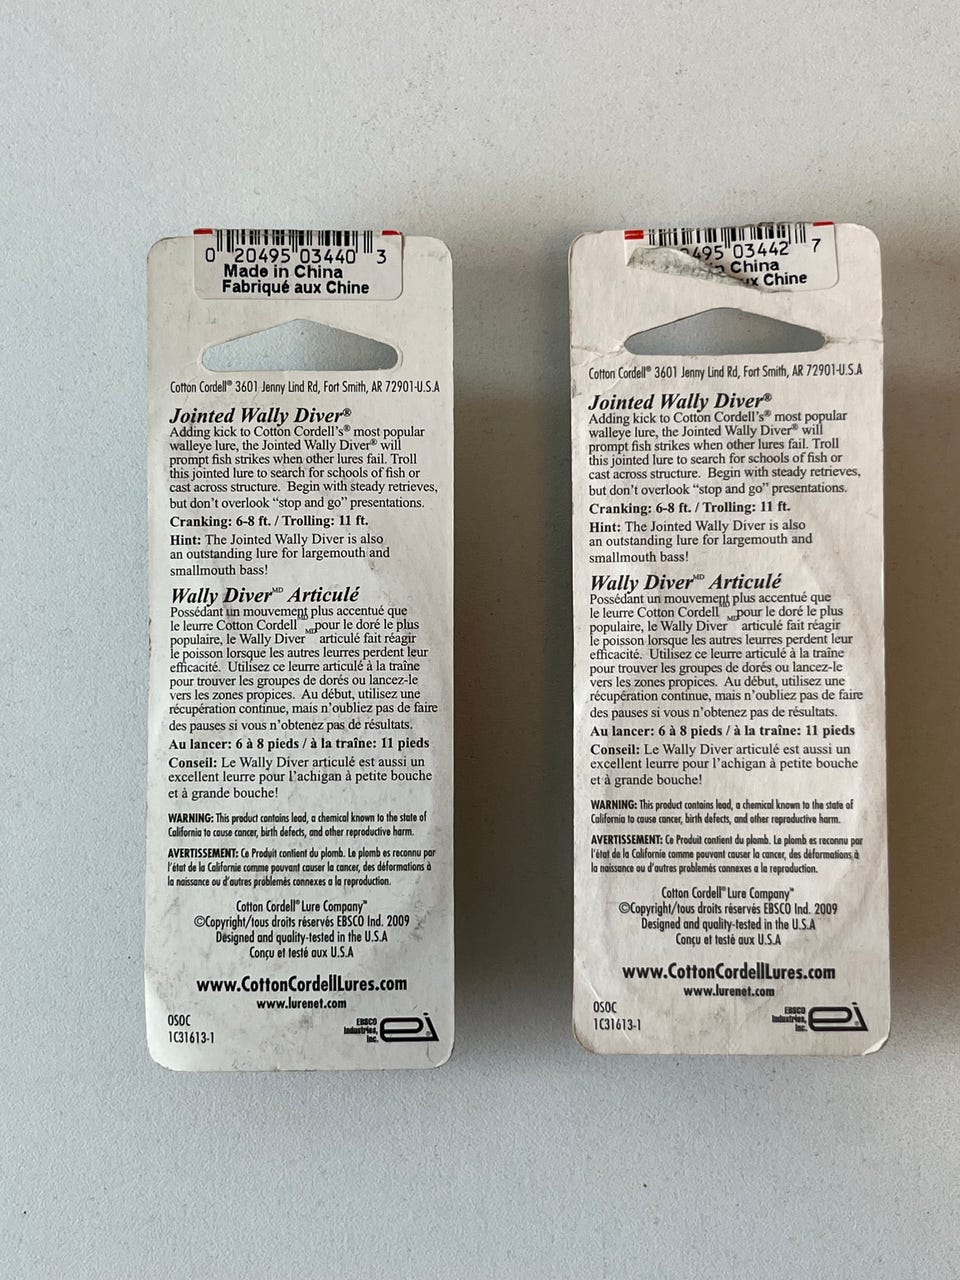 0 20495 03440 3
Made in China
Fabriqué aux Chine
Cotton Cordell® 3601 Jenny Lind Rd, Fort Smith, AR 72901-U.S.A
Jointed Wally Diver®
Adding kick to Cotton Cordell's® most popular
walleye lure, the Jointed Wally Diver® will
prompt fish strikes when other lures fail. Troll
this jointed lure to search for schools of fish or
cast across structure. Begin with steady retrieves,
but don't overlook “stop and go” presentations.
Cranking: 6-8 ft. / Trolling: 11 ft.
Hint: The Jointed Wally Diver is also
an outstanding lure for largemouth and
smallmouth bass!
Wally Diver MD Articulé
Possédant un mouvement plus accentué que
le leurre Cotton Cordell MD pour le doré le plus
populaire, le Wally Diver MD articulé fait réagir
le poisson lorsque les autres leurres perdent leur
efficacité. Utilisez ce leurre articulé à la traîne
pour trouver les groupes de dorés ou lancez-le
vers les zones propices. Au début, utilisez une
récupération continue, mais n'oubliez pas de faire
des pauses si vous n'obtenez pas de résultats.
Au lancer: 6 à 8 pieds / à la traîne: 11 pieds
Conseil: Le Wally Diver articulé est aussi un
excellent leurre pour l'achigan à petite bouche
et à grande bouche!
WARNING: This product contains lead, a chemical known to the state of
California to cause cancer, birth defects, and other reproductive harm.
AVERTISSEMENT: Ce Produit contient du plomb. Le plomb es reconnu par
l'état de la Californie comme pouvant causer la cancer, des déformations à
la naissance ou d'autres problémés connexes a la reproduction.
Cotton Cordell® Lure Company™
©Copyright/tous droits réservés EBSCO Ind. 2009
Designed and quality-tested in the U.S.A
Conçu et testé aux U.S.A
www.CottonCordellLures.com
www.lurenet.com
OSOC
1C31613-1
EBSCO
Industries,
Inc.
ei
495 03442 7
China
Chine
Cotton Cordell® 3601 Jenny Lind Rd, Fort Smith, AR 72901-U.S.A
Jointed Wally Diver®
Adding kick to Cotton Cordell's® most popular
walleye lure, the Jointed Wally Diver® will
prompt fish strikes when other lures fail. Troll
this jointed lure to search for schools of fish or
cast across structure. Begin with steady retrieves,
but don't overlook “stop and go” presentations.
Cranking: 6-8 ft. / Trolling: 11 ft.
Hint: The Jointed Wally Diver is also
an outstanding lure for largemouth and
smallmouth bass!
Wally Diver MD Articulé
Possédant un mouvement plus accentué que
le leurre Cotton Cordell MD pour le doré le plus
populaire, le Wally Diver MD articulé fait réagir
le poisson lorsque les autres leurres perdent leur
efficacité. Utilisez ce leurre articulé à la traîne
pour trouver les groupes de dorés ou lancez-le
vers les zones propices. Au début, utilisez une
récupération continue, mais n'oubliez pas de faire
des pauses si vous n'obtenez pas de résultats.
Au lancer: 6 à 8 pieds / à la traîne: 11 pieds
Conseil: Le Wally Diver articulé est aussi un
excellent leurre pour l'achigan à petite bouche
et à grande bouche!
WARNING: This product contains lead, a chemical known to the state of
California to cause cancer, birth defects, and other reproductive harm.
AVERTISSEMENT: Ce Produit contient du plomb. Le plomb es reconnu par
l'état de la Californie comme pouvant causer la cancer, des déformations à
la naissance ou d'autres problémés connexes a la reproduction.
Cotton Cordell® Lure Company™
©Copyright/tous droits réservés EBSCO Ind. 2009
Designed and quality-tested in the U.S.A
Conçu et testé aux U.S.A
www.CottonCordellLures.com
www.lurenet.com
OSOC
1C31613-1
EBSCO
Industries,
Inc.
ei